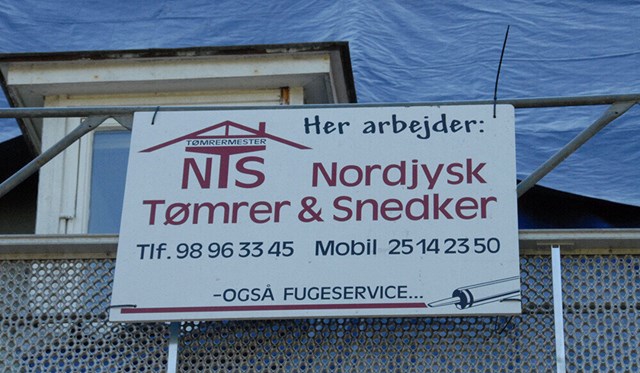 Her arbejder:
TØMRERMESTER
NTS Nordjysk
Tømrer & Snedker
Tlf. 98 96 33 45 Mobil 25 14 23 50
-OGSÅ FUGESERVICE...